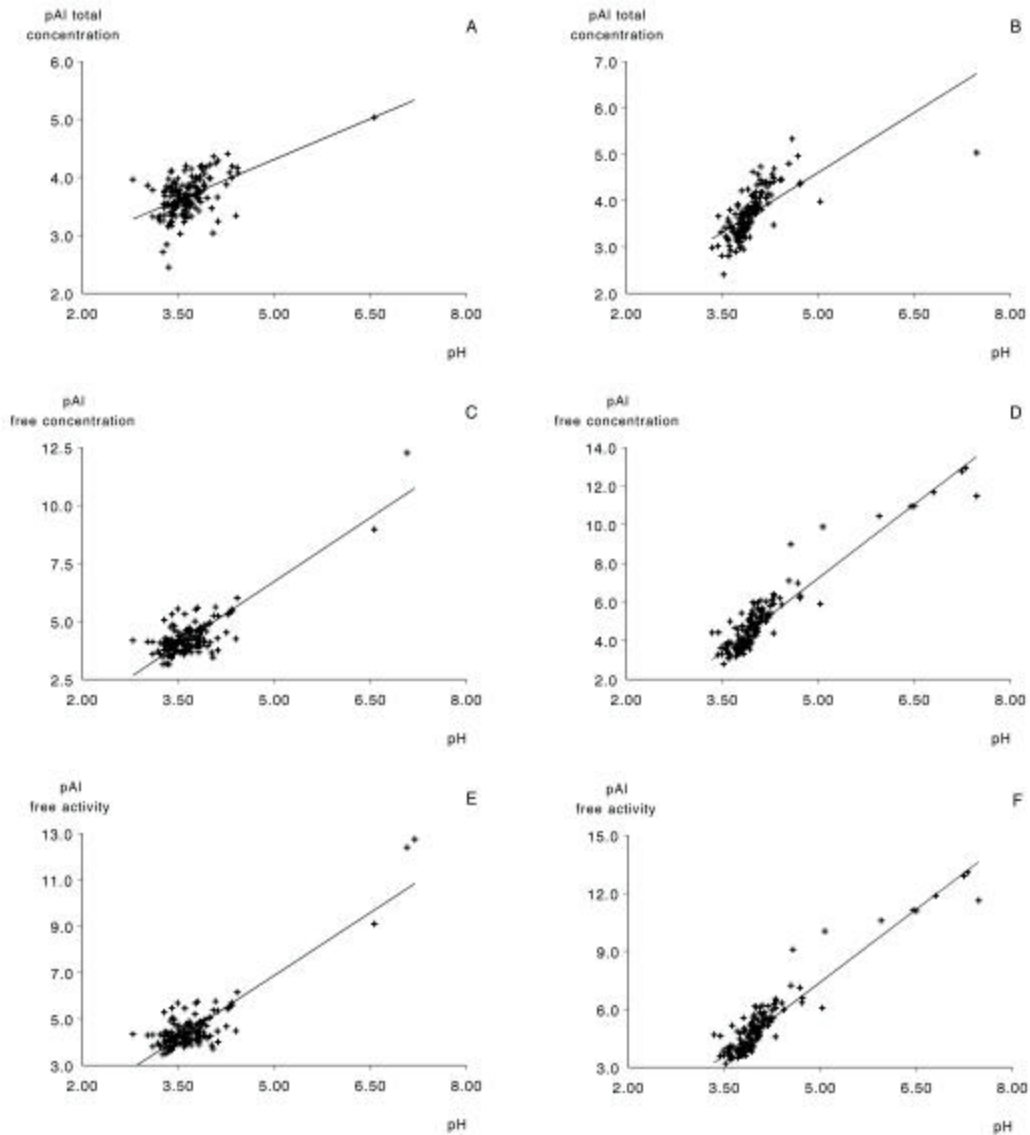 pAl total
concentration
A
6.0
5.0
4.0
3.0
2.0
2.00 3.50 5.00 6.50 8.00
pH
pAl total
concentration
B
7.0
6.0
5.0
4.0
3.0
2.0
2.00 3.50 5.00 6.50 8.00
pH
pAl
free concentration
C
12.5
10.0
7.5
5.0
2.5
2.00 3.50 5.00 6.50 8.00
pH
pAl
free concentration
D
14.0
12.0
10.0
8.0
6.0
4.0
2.0
2.00 3.50 5.00 6.50 8.00
pH
pAl
free activity
E
13.0
11.0
9.0
7.0
5.0
3.0
2.00 3.50 5.00 6.50 8.00
pH
pAl
free activity
F
15.0
12.0
9.0
6.0
3.0
2.00 3.50 5.00 6.50 8.00
pH